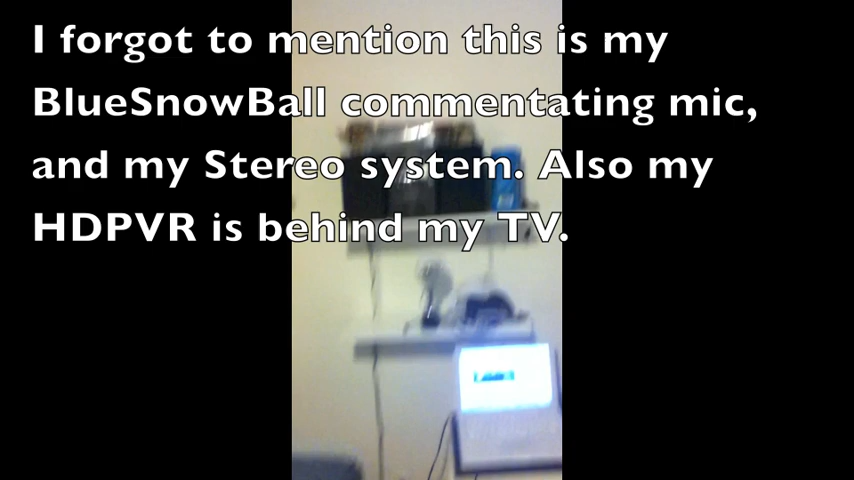 I forgot to mention this is my
BlueSnowBall commentating mic,
and my Stereo system. Also my
HDPVR is behind my TV.